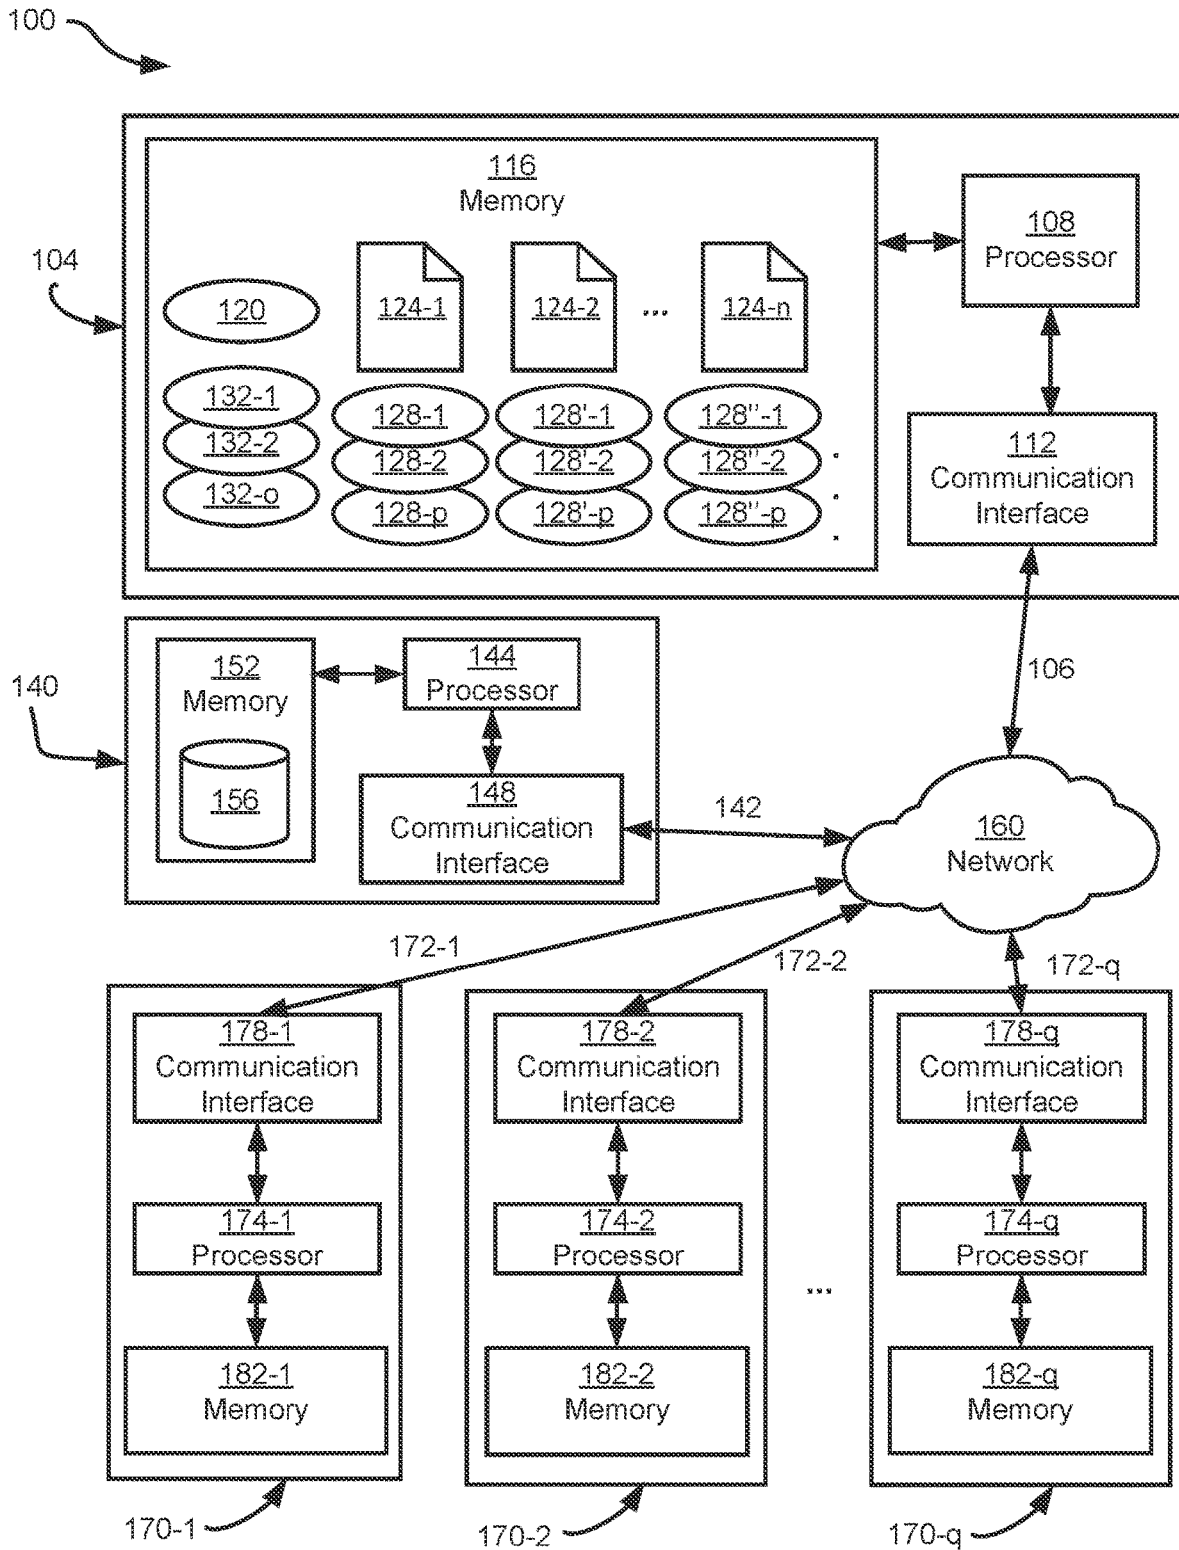 100
116
Memory
108
Processor
104
120
124-1
124-2
...
124-n
132-1
132-2
132-o
128-1
128-2
128-p
128'-1
128'-2
128'-p
128"-1
128"-2
128"-p
.
.
.
112
Communication
Interface
106
140
152
Memory
156
144
Processor
148
Communication
Interface
142
160
Network
172-1
172-2
172-q
178-1
Communication
Interface
174-1
Processor
182-1
Memory
178-2
Communication
Interface
174-2
Processor
182-2
Memory
...
178-q
Communication
Interface
174-q
Processor
182-q
Memory
170-1
170-2
170-q